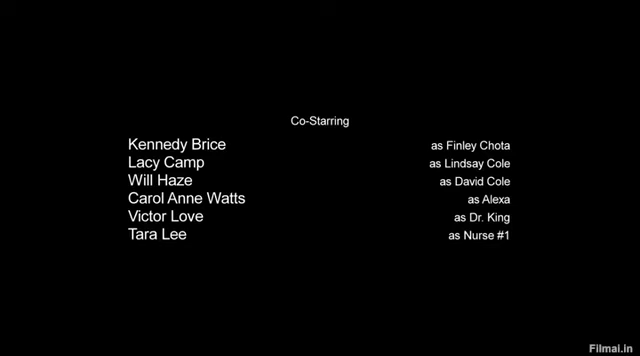 Co-Starring
Kennedy Brice as Finley Chota
Lacy Camp as Lindsay Cole
Will Haze as David Cole
Carol Anne Watts as Alexa
Victor Love as Dr. King
Tara Lee as Nurse #1
Filmai.in